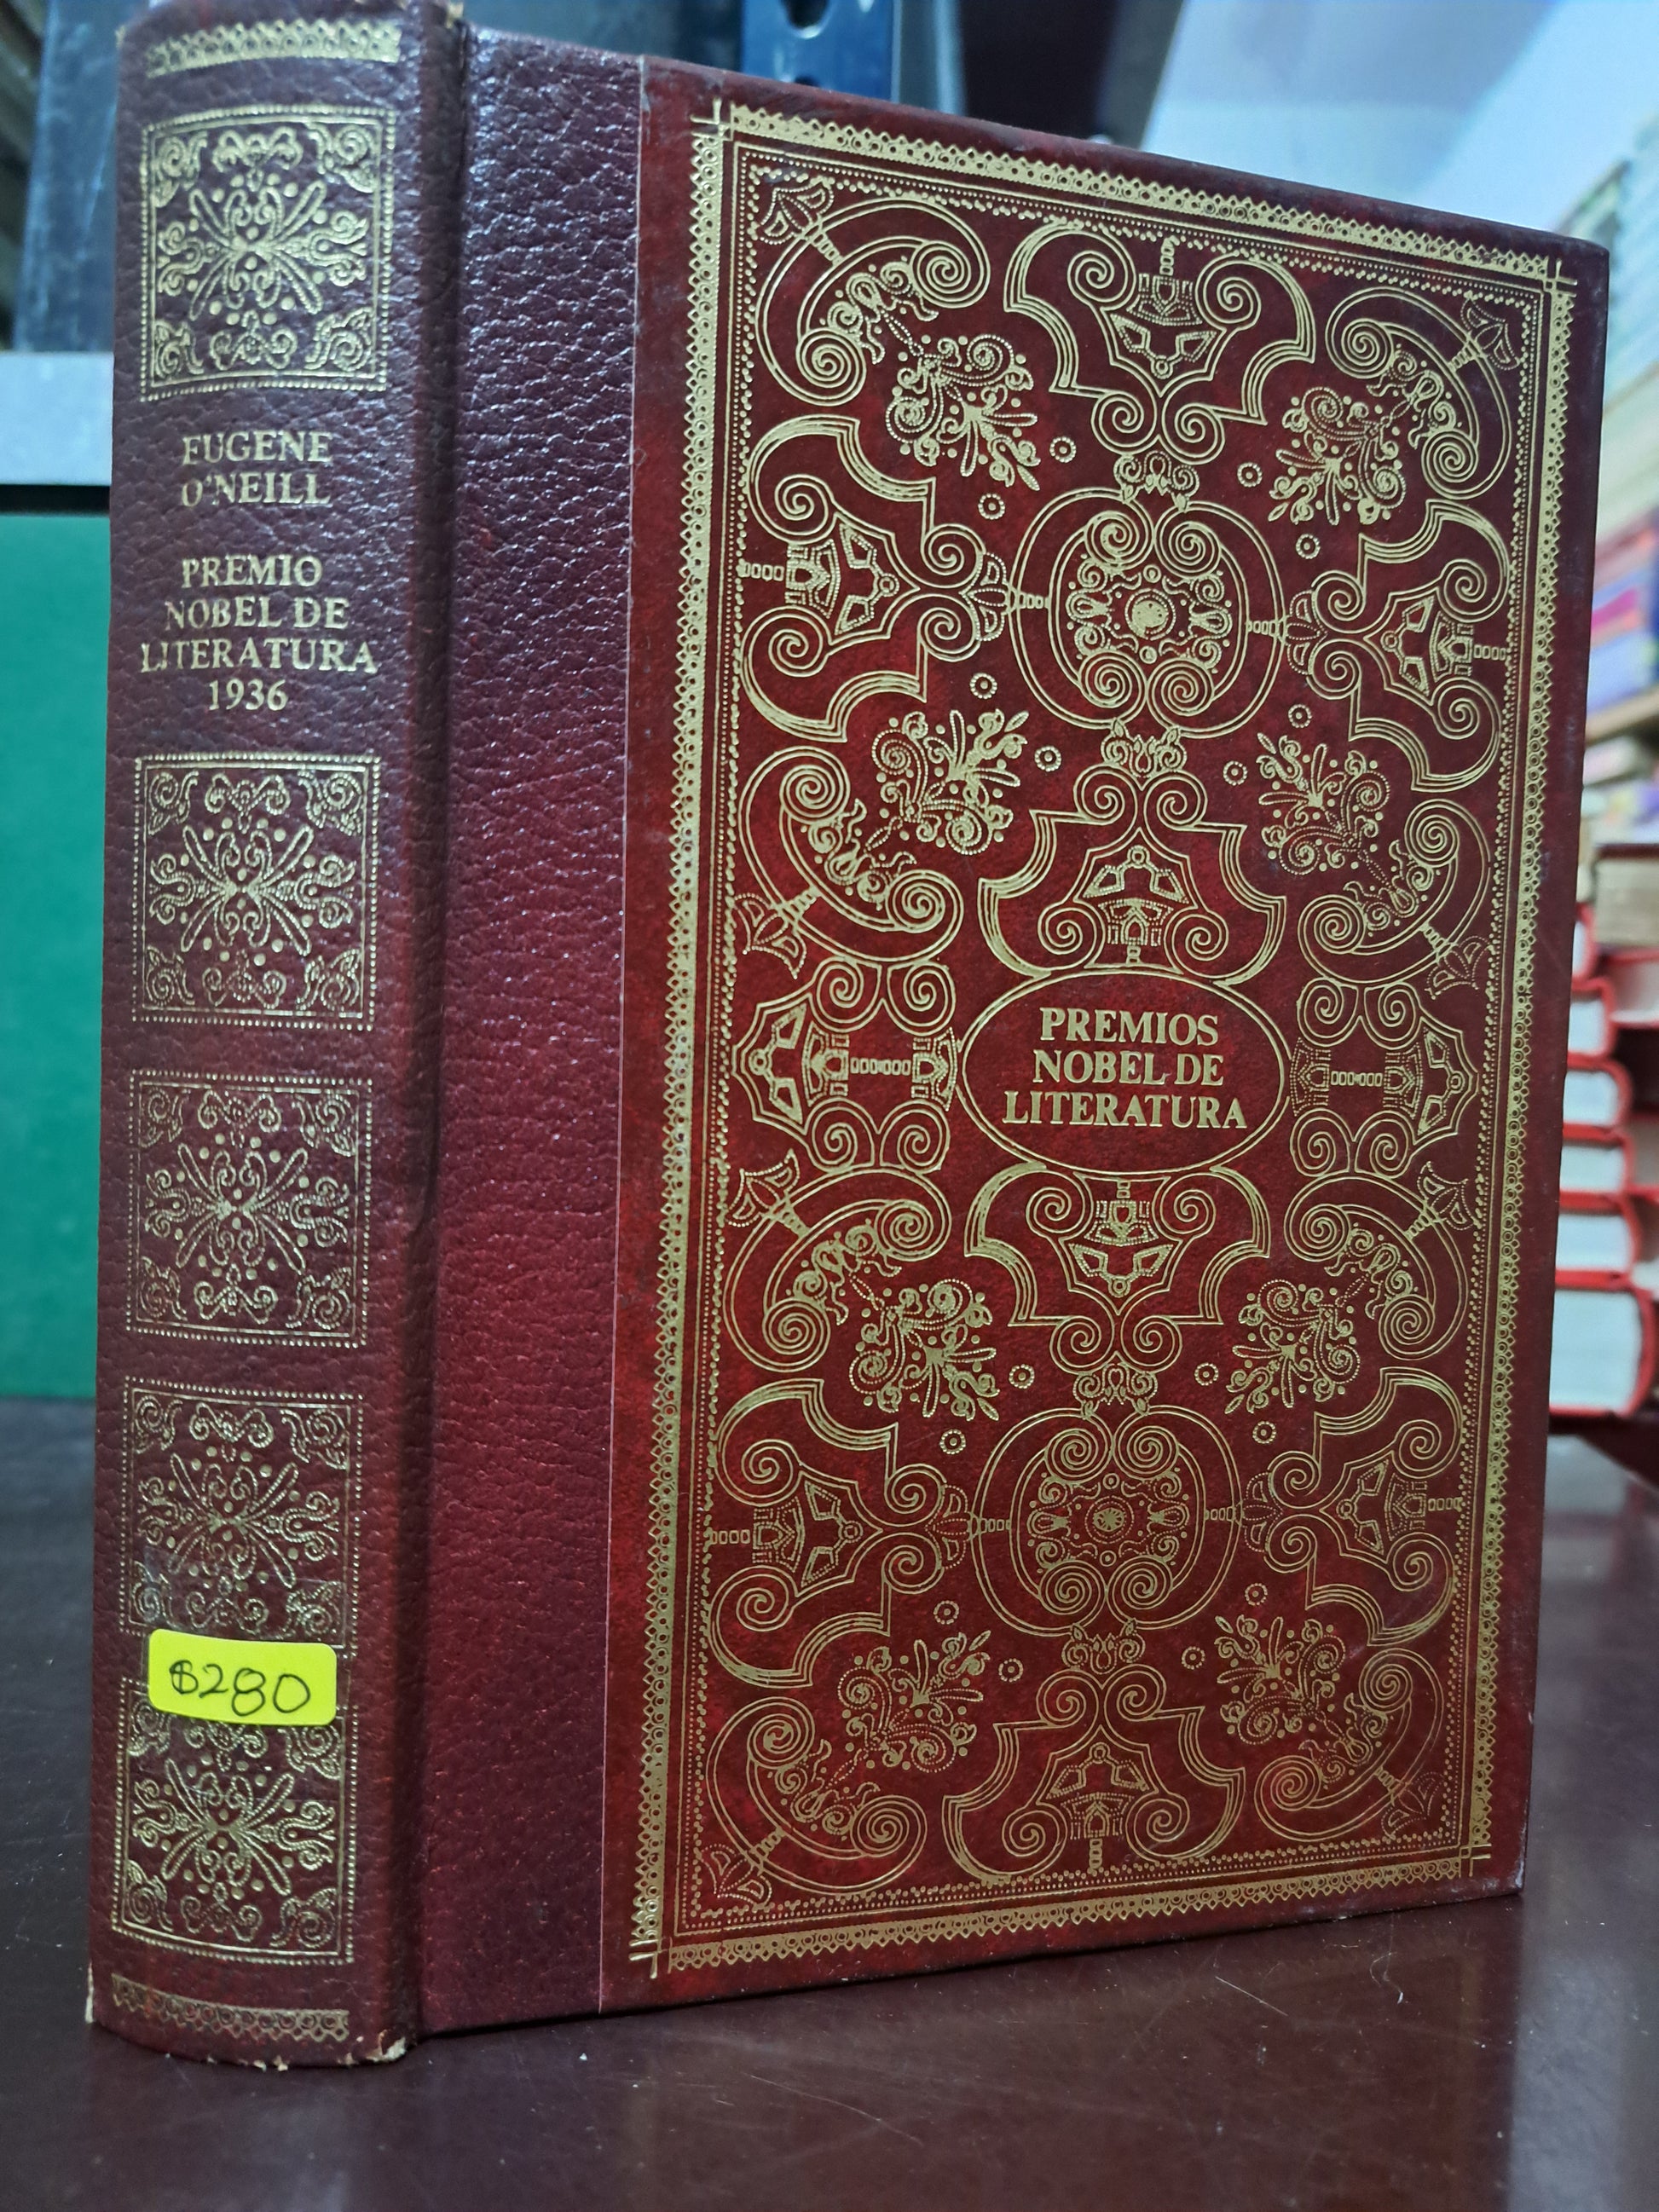 EUGENE
O'NEILL
PREMIO
NOBEL DE
LITERATURA
1936
$280
PREMIOS
NOBEL DE
LITERATURA